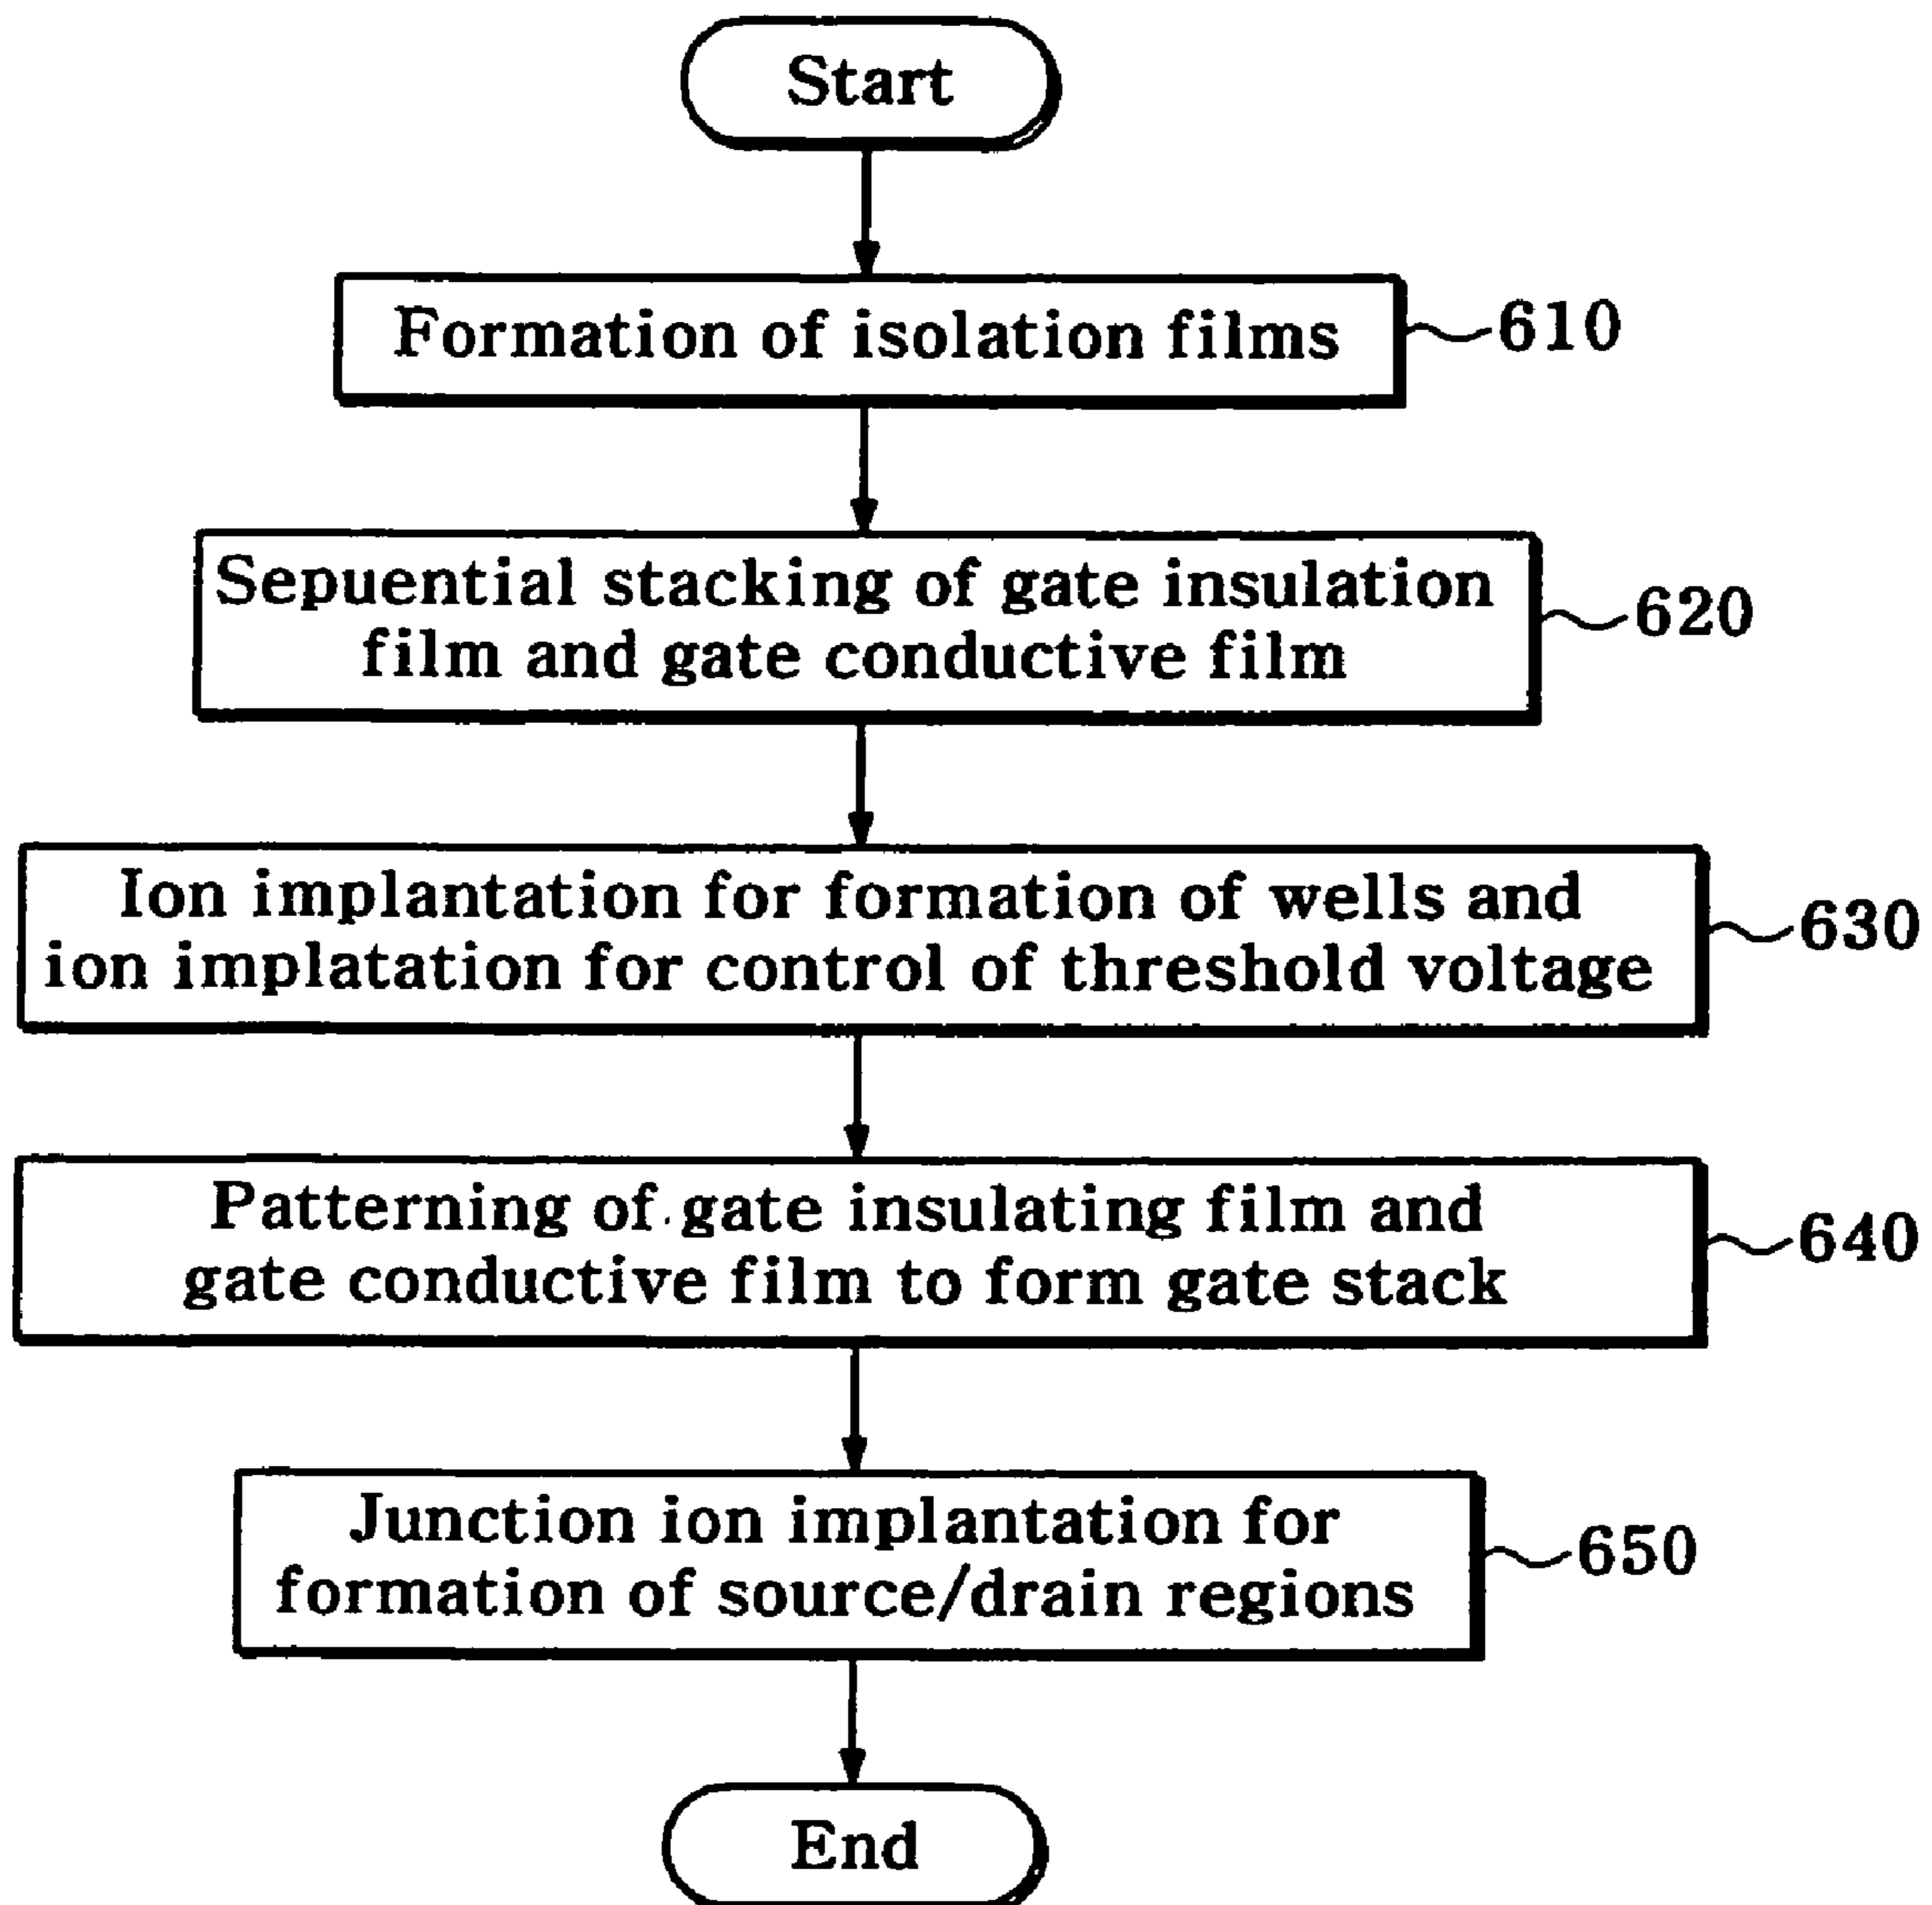 Start
Formation of isolation films
610
Sepuential stacking of gate insulation
film and gate conductive film
620
Ion implantation for formation of wells and
ion implatation for control of threshold voltage
630
Patterning of gate insulating film and
gate conductive film to form gate stack
640
Junction ion implantation for
formation of source/drain regions
650
End